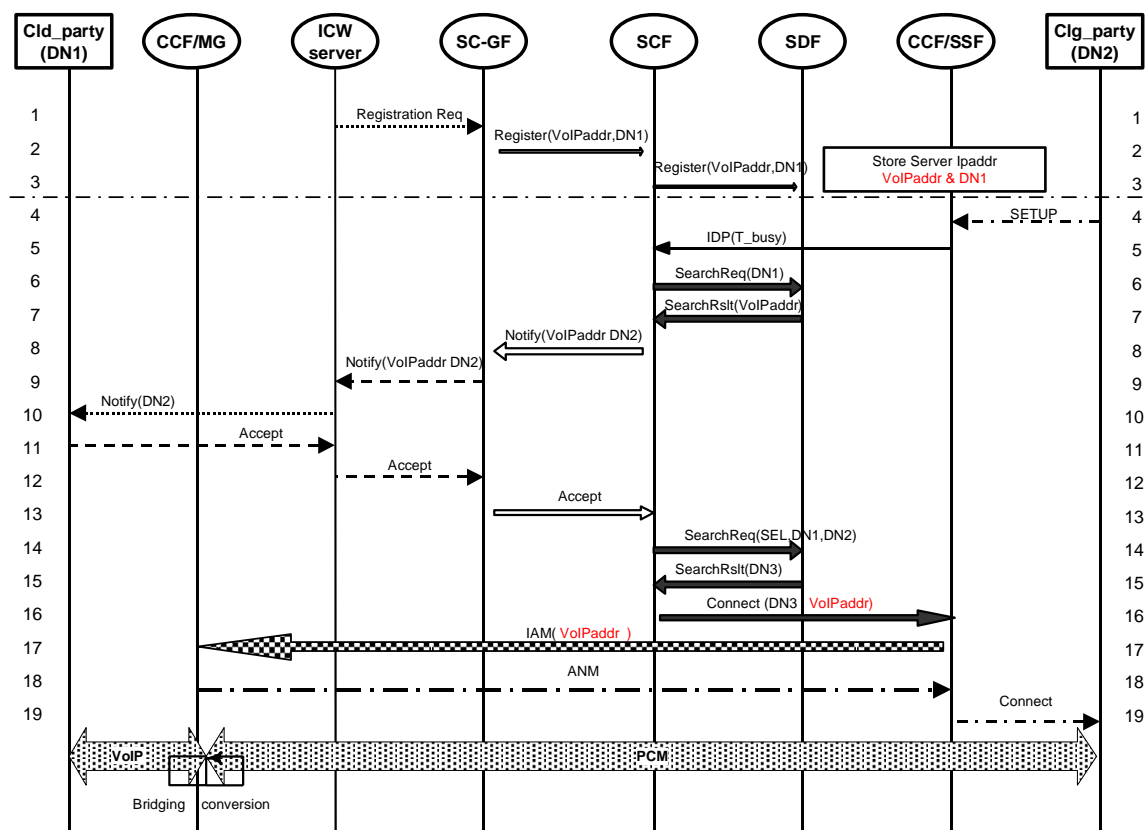 Cld_party
(DN1)
CCF/MG
ICW
server
SC-GF
SCF
SDF
CCF/SSF
Clg_party
(DN2)
1
Registration Req
1
2
Register(VoIPaddr,DN1)
2
3
Register(VoIPaddr,DN1)
Store Server Ipaddr
VoIPaddr & DN1
3
4
SETUP
4
5
IDP(T_busy)
5
6
SearchReq(DN1)
6
7
SearchRslt(VoIPaddr)
7
8
Notify(VoIPaddr DN2)
8
9
Notify(VoIPaddr DN2)
9
10
Notify(DN2)
10
11
Accept
11
12
Accept
12
13
Accept
13
14
SearchReq(SEL,DN1,DN2)
14
15
SearchRslt(DN3)
15
16
Connect (DN3 VoIPaddr)
16
17
IAM( VoIPaddr )
17
18
ANM
18
19
Connect
19
VoIP
PCM
Bridging conversion